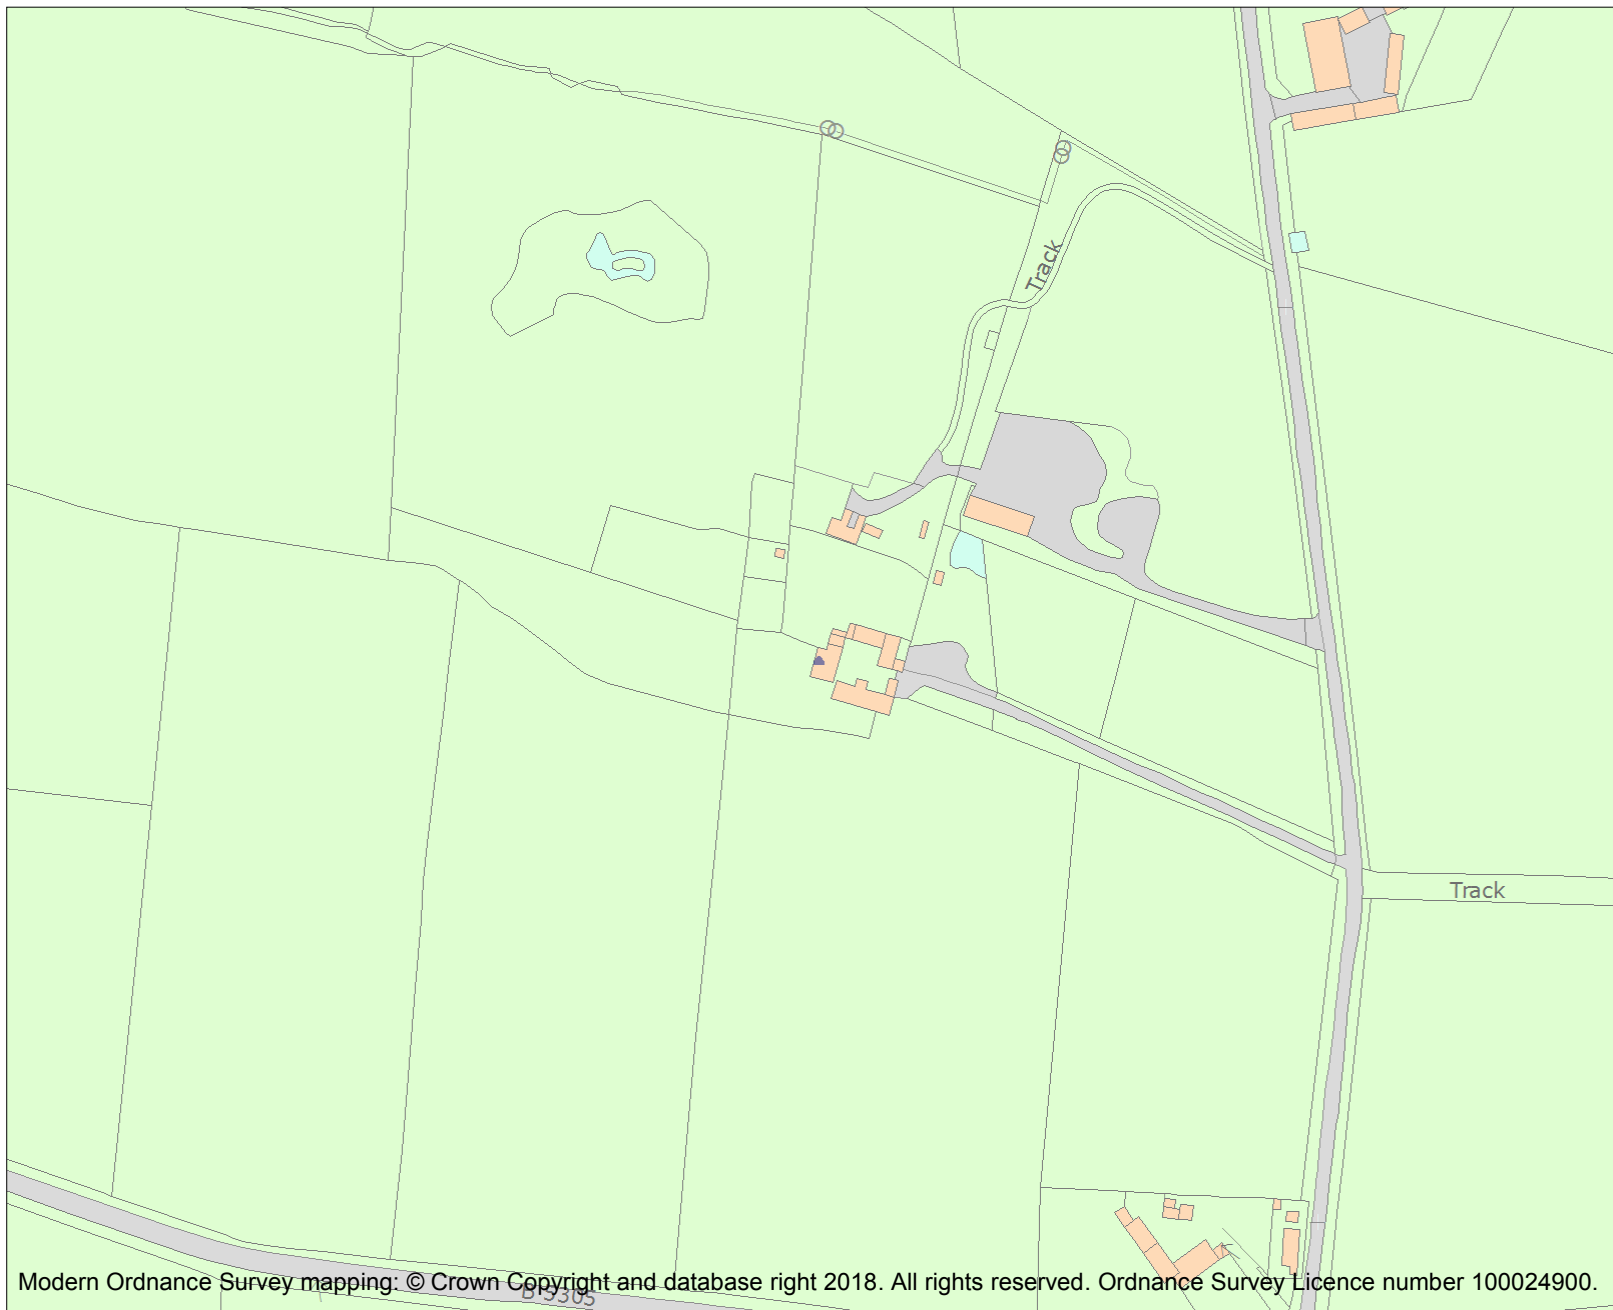 Track
Track
B 5305
Modern Ordnance Survey mapping: © Crown Copyright and database right 2018. All rights reserved. Ordnance Survey Licence number 100024900.